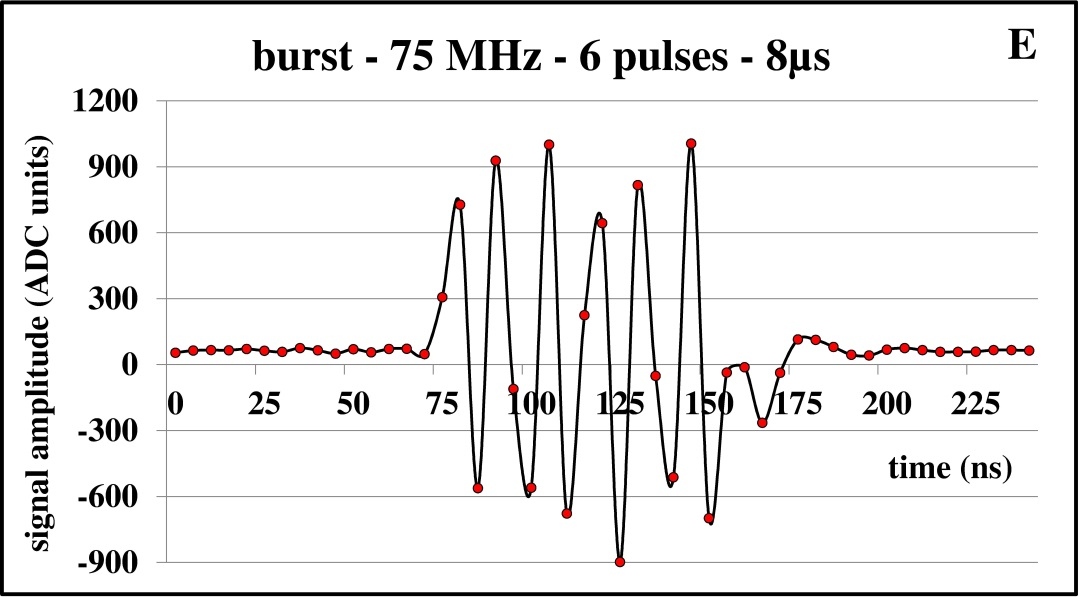 burst - 75 MHz - 6 pulses - 8µs
E
signal amplitude (ADC units)
1200
900
600
300
0
-300
-600
-900
0 25 50 75 100 125 150 175 200 225
time (ns)